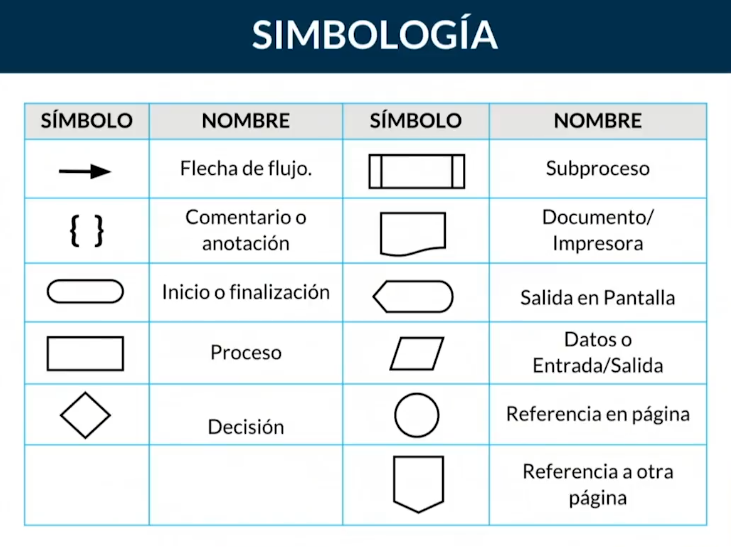 SIMBOLOGÍA
SÍMBOLO NOMBRE SÍMBOLO NOMBRE
Flecha de flujo. Subproceso
Comentario o
anotación
Documento/
Impresora
Inicio o finalización Salida en Pantalla
Proceso
Datos o
Entrada/Salida
Decisión Referencia en página
Referencia a otra
página